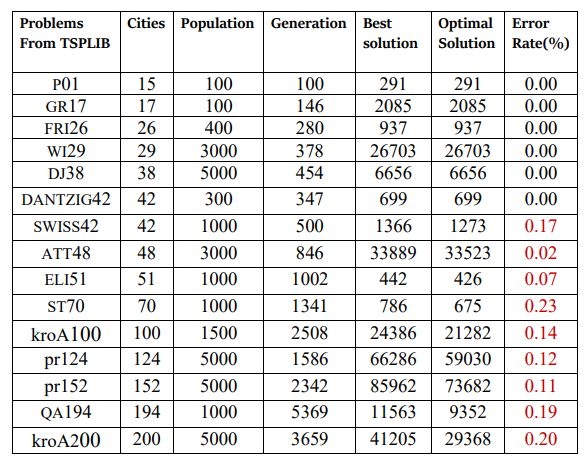 Problems From TSPLIB Cities Population Generation Best solution Optimal Solution Error Rate(%)
P01 15 100 100 291 291 0.00
GR17 17 100 146 2085 2085 0.00
FRI26 26 400 280 937 937 0.00
WI29 29 3000 378 26703 26703 0.00
DJ38 38 5000 454 6656 6656 0.00
DANTZIG42 42 300 347 699 699 0.00
SWISS42 42 1000 500 1366 1273 0.17
ATT48 48 3000 846 33889 33523 0.02
ELI51 51 1000 1002 442 426 0.07
ST70 70 1000 1341 786 675 0.23
kroA100 100 1500 2508 24386 21282 0.14
pr124 124 5000 1586 66286 59030 0.12
pr152 152 5000 2342 85962 73682 0.11
QA194 194 1000 5369 11563 9352 0.19
kroA200 200 5000 3659 41205 29368 0.20